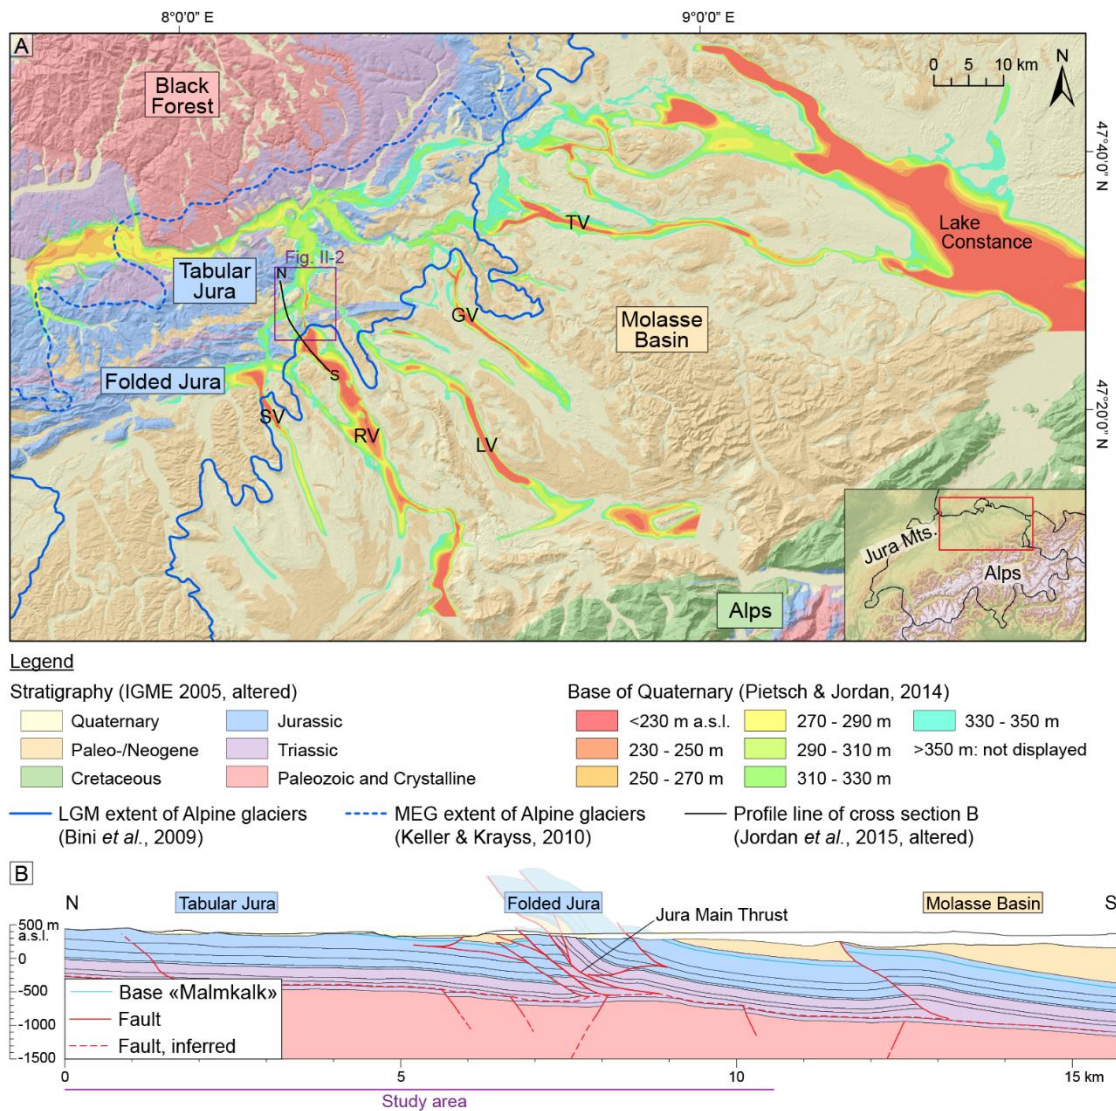 8°0'0" E
9°0'0" E
A
Black
Forest
0 5 10 km
N
47°40'0" N
TV
Lake
Constance
Fig. II-2
N
Tabular
Jura
GV
Molasse
Basin
S
Folded Jura
47°20'0" N
SV
RV
LV
Jura Mts.
Alps
Alps
Legend
Stratigraphy (IGME 2005, altered)
Quaternary
Paleo-/Neogene
Cretaceous
Jurassic
Triassic
Paleozoic and Crystalline
Base of Quaternary (Pietsch & Jordan, 2014)
<230 m a.s.l.
230 - 250 m
250 - 270 m
270 - 290 m
290 - 310 m
310 - 330 m
330 - 350 m
>350 m: not displayed
LGM extent of Alpine glaciers
(Bini et al., 2009)
MEG extent of Alpine glaciers
(Keller & Krayss, 2010)
Profile line of cross section B
(Jordan et al., 2015, altered)
B
N
Tabular Jura
Folded Jura
Jura Main Thrust
Molasse Basin
S
500 m
a.s.l.
0
-500
-1000
-1500
Base «Malmkalk»
Fault
Fault, inferred
0
5
10
15 km
Study area